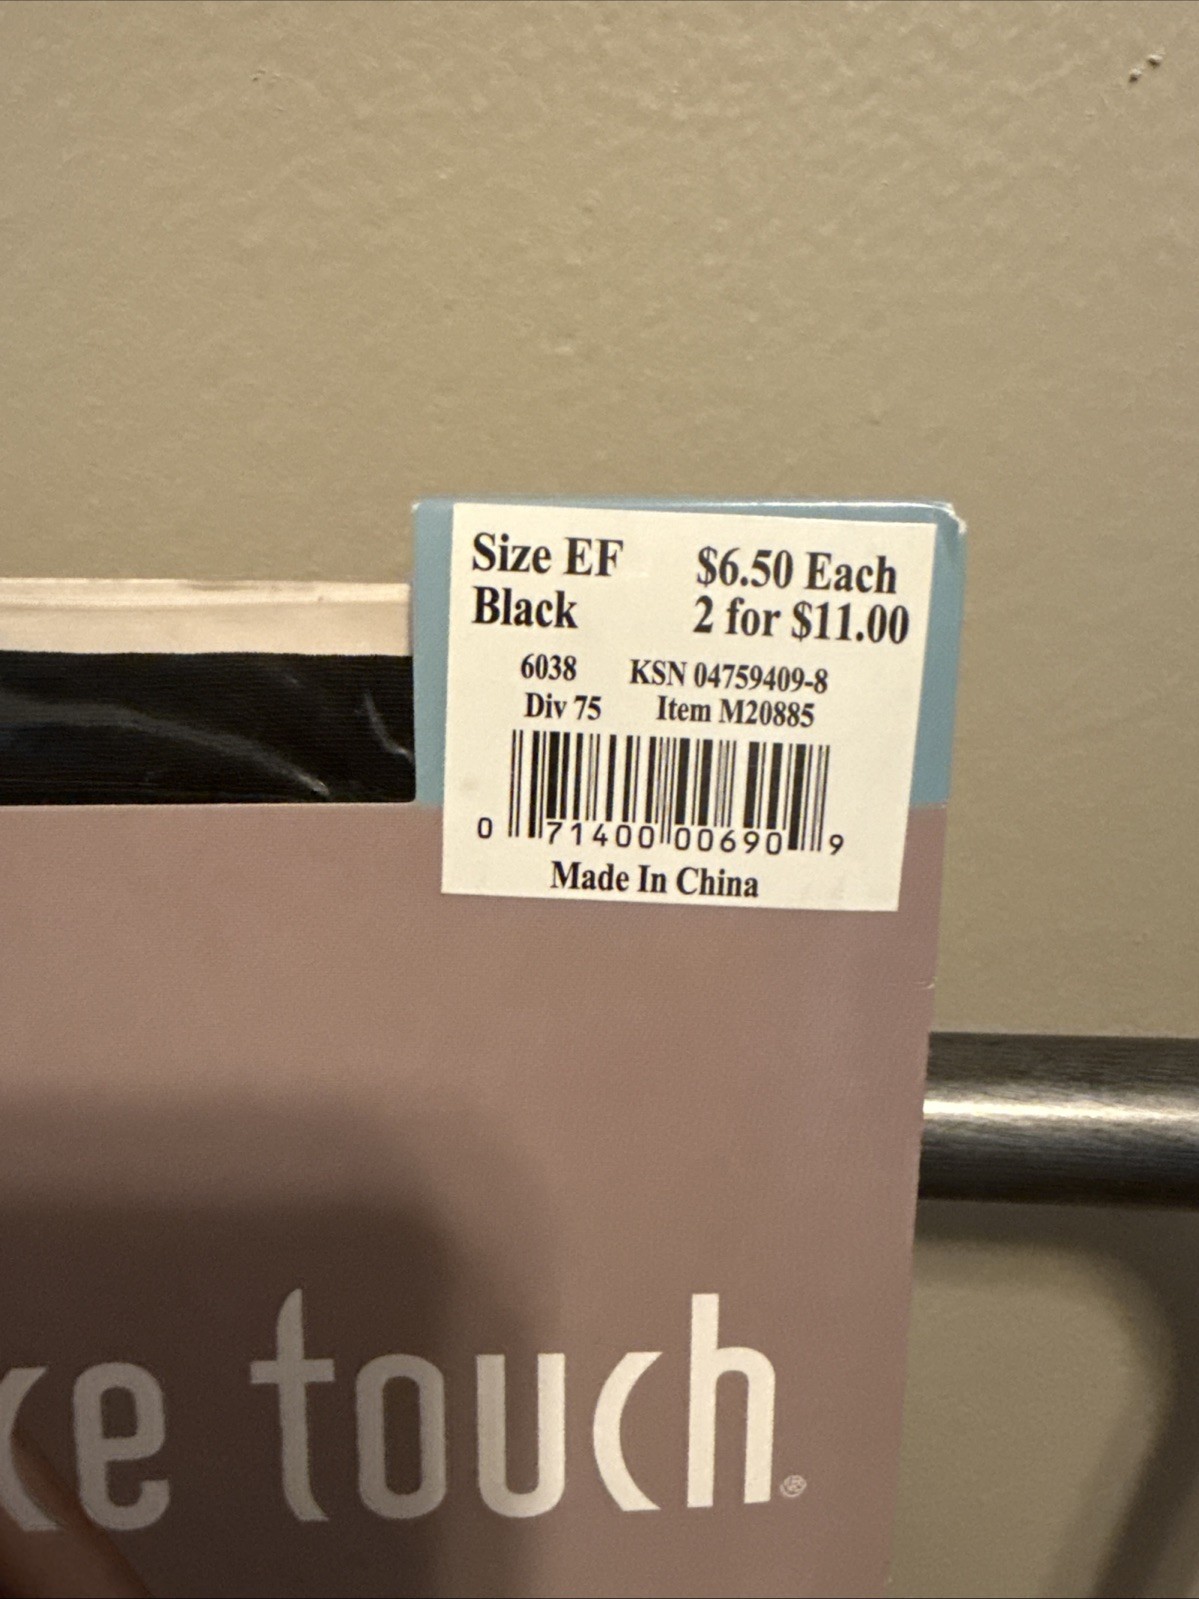 Size EF $6.50 Each
Black 2 for $11.00
6038 KSN 04759409-8
Div 75 Item M20885
0 71400 00690 9
Made In China
ke touch®